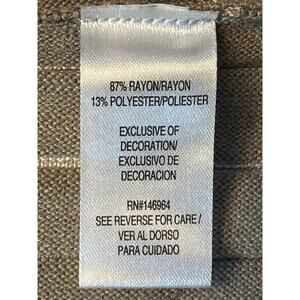 87% RAYON/RAYON
13% POLYESTER/POLIESTER
EXCLUSIVE OF
DECORATION/
EXCLUSIVO DE
DECORACION
RN#146964
SEE REVERSE FOR CARE/
VER AL DORSO
PARA CUIDADO